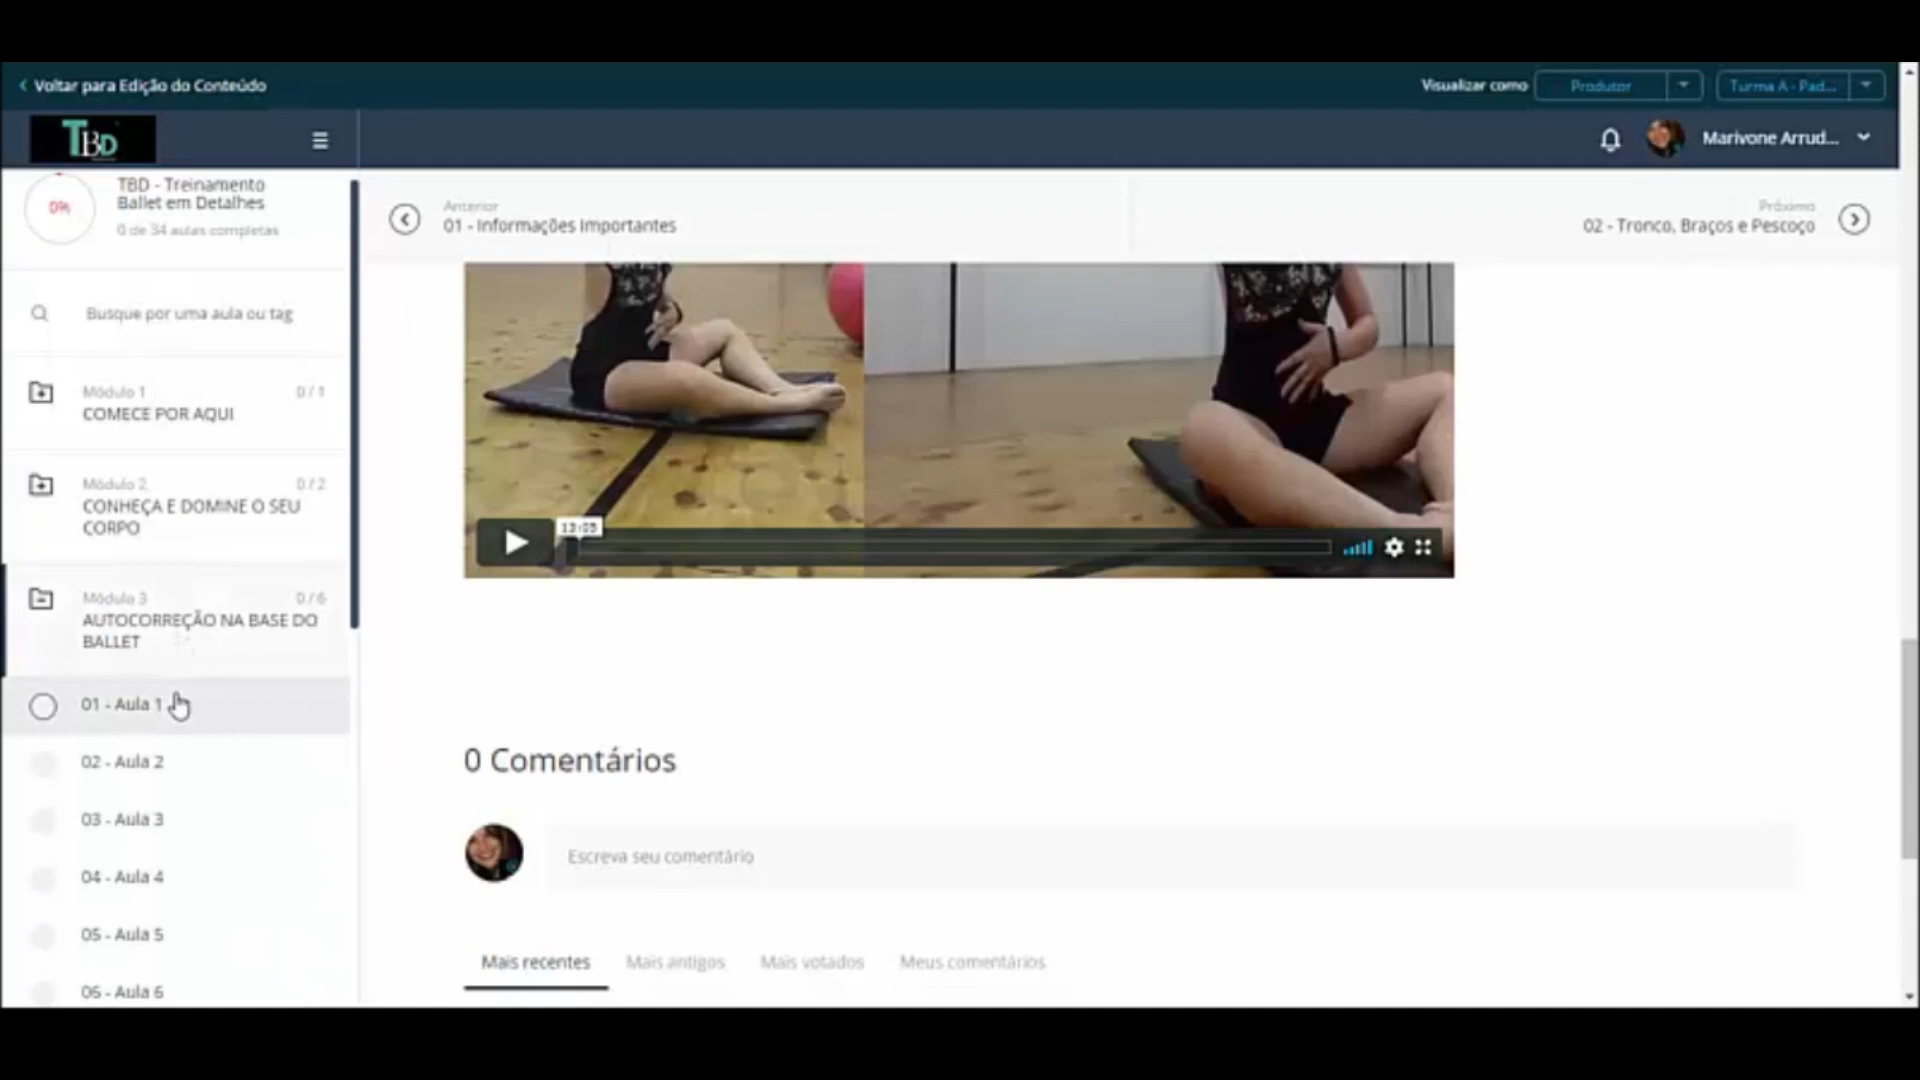 Voltar para Edição do Conteúdo
Visualizar como
Produtor
Turma A - Pad...
TBD
Marivone Arrud...
0%
TBD - Treinamento
Ballet em Detalhes
0 de 34 aulas completas
Anterior
01 - Informações Importantes
Próximo
02 - Tronco, Braços e Pescoço
Busque por uma aula ou tag
Módulo 1
0 / 1
COMECE POR AQUI
Módulo 2
0 / 2
CONHEÇA E DOMINE O SEU
CORPO
Módulo 3
0 / 6
AUTOCORREÇÃO NA BASE DO
BALLET
01 - Aula 1
02 - Aula 2
03 - Aula 3
04 - Aula 4
05 - Aula 5
06 - Aula 6
13:05
0 Comentários
Escreva seu comentário
Mais recentes
Mais antigos
Mais votados
Meus comentários